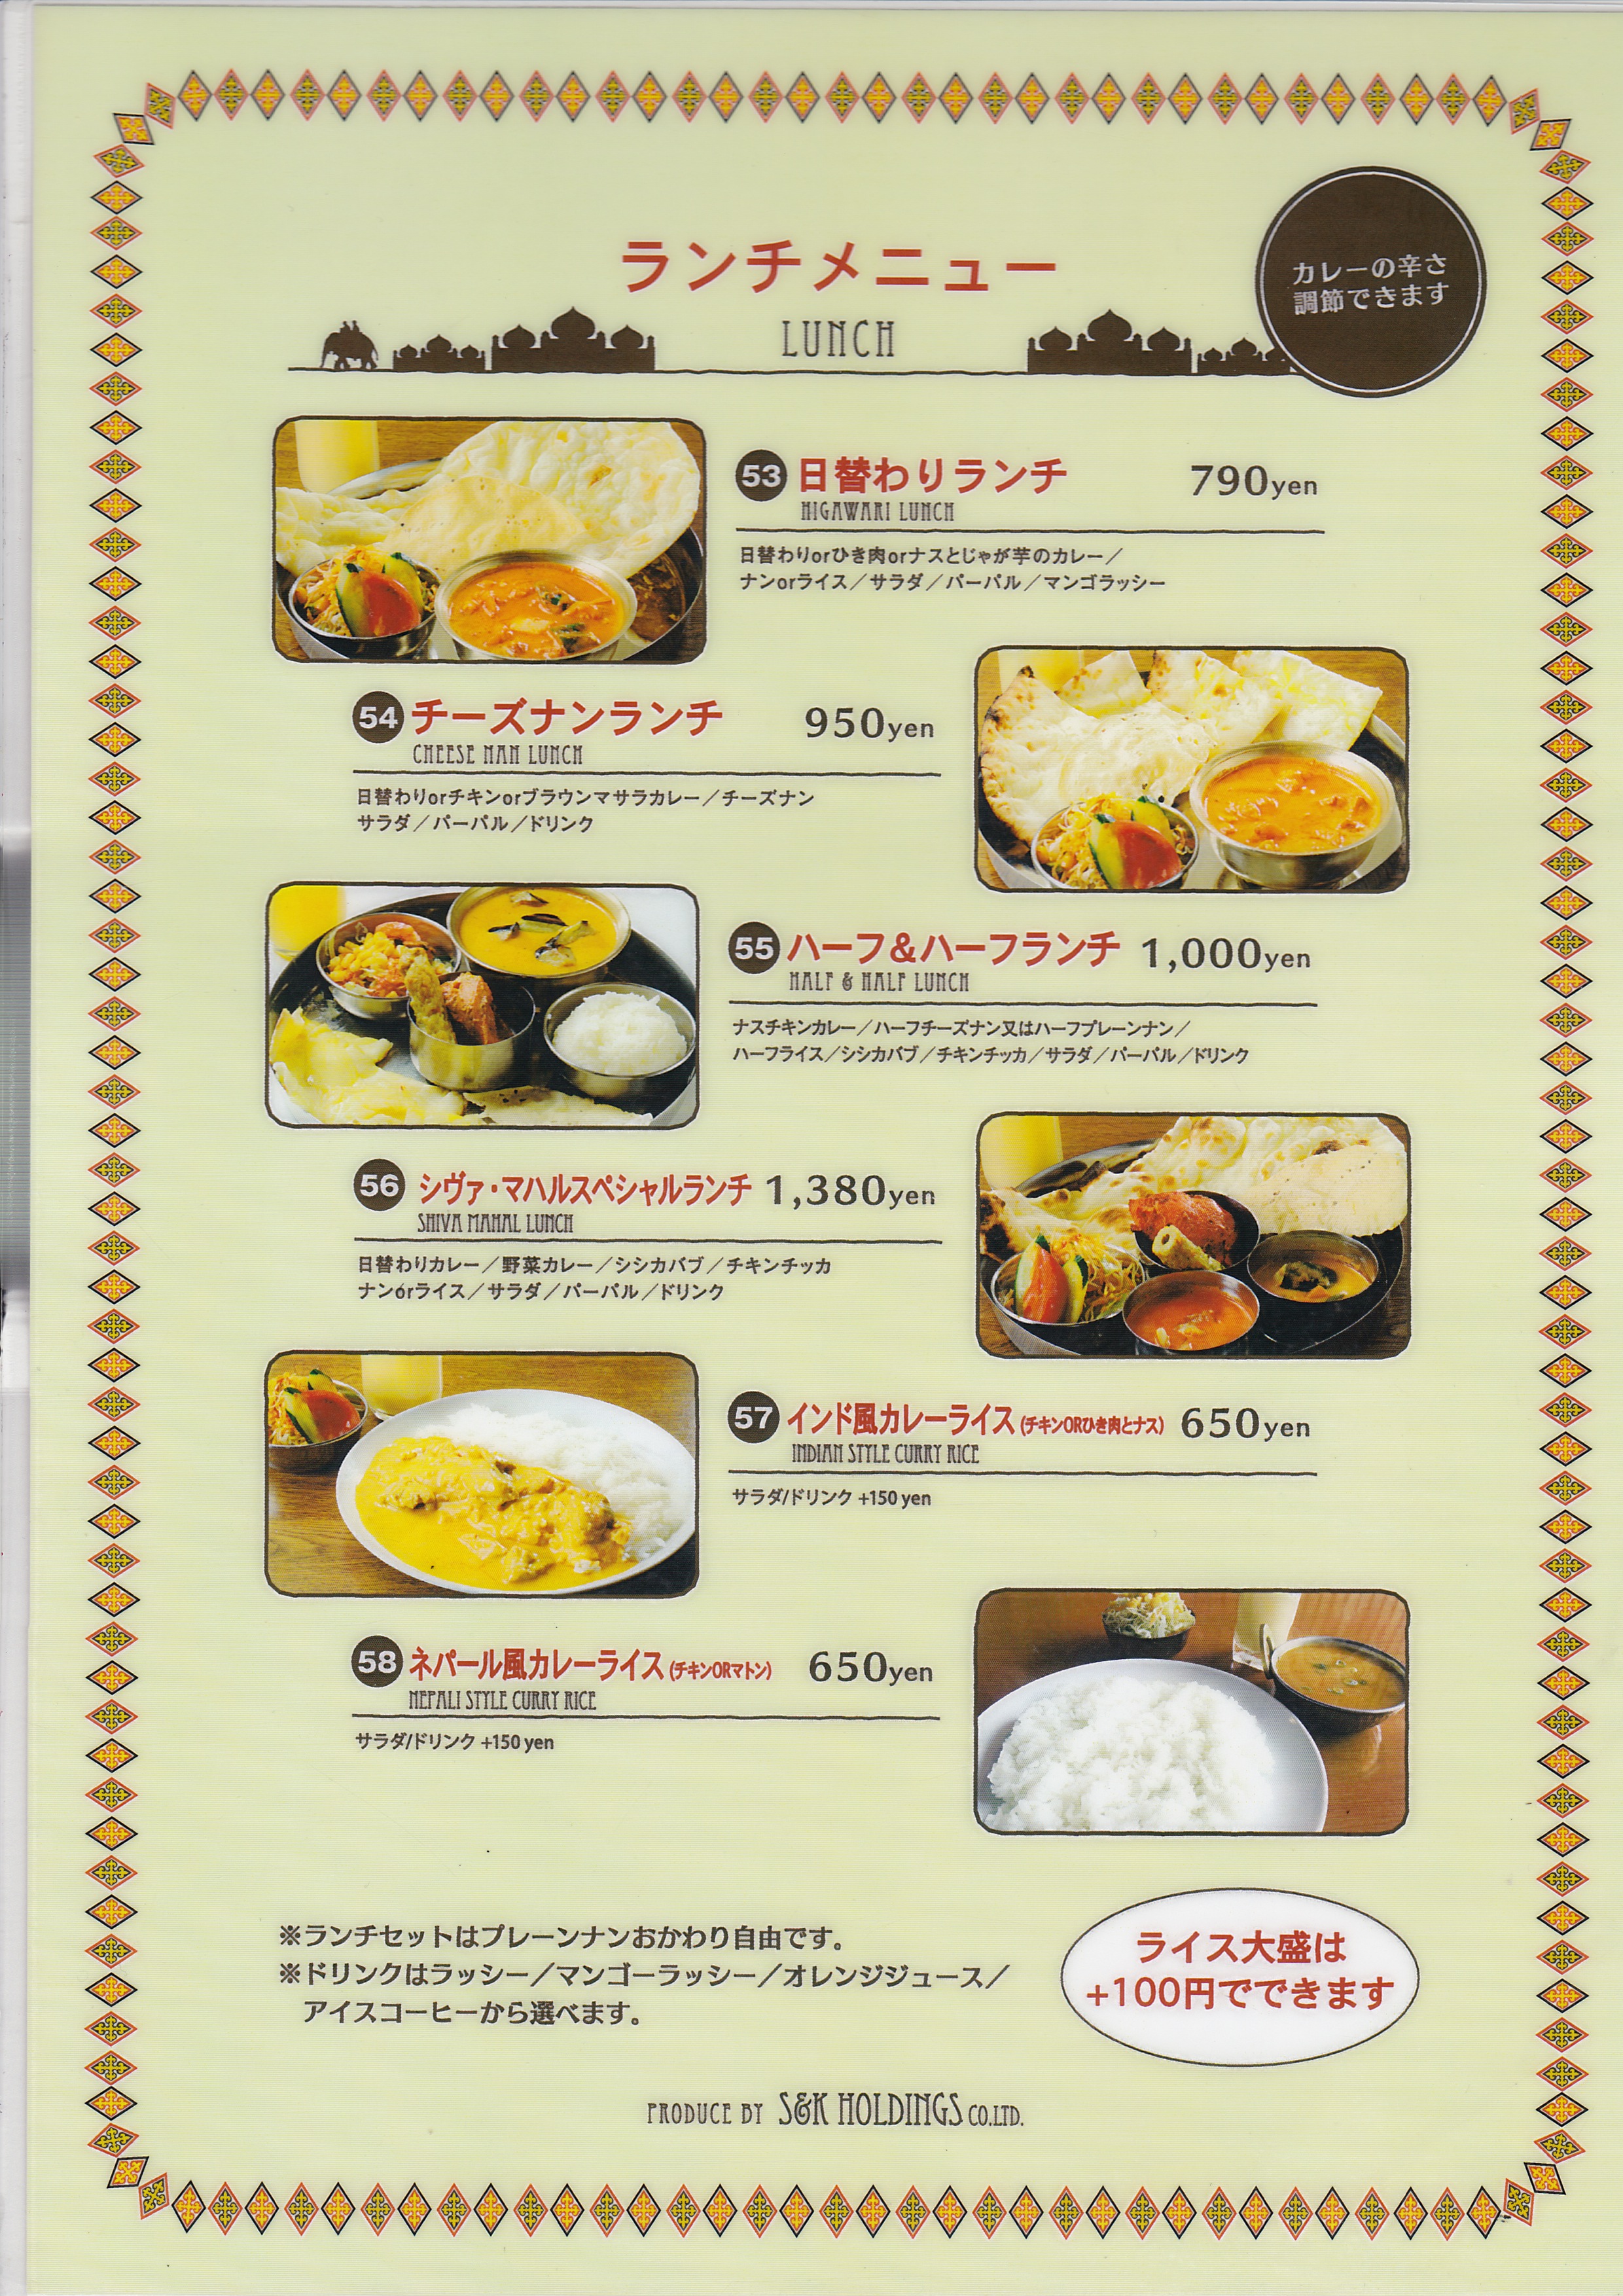 ランチメニュー
LUNCH
カレーの辛さ
調節できます
53 日替わりランチ 790yen
HIGAWARI LUNCH
日替わりorひき肉orナスとじゃが芋のカレー／
ナンorライス／サラダ／パーパル／マンゴラッシー
54 チーズナンランチ 950yen
CHEESE NAN LUNCH
日替わりorチキンorブラウンマサラカレー／チーズナン
サラダ／パーパル／ドリンク
55 ハーフ&ハーフランチ 1,000yen
HALF & HALF LUNCH
ナスチキンカレー／ハーフチーズナン又はハーフプレーンナン／
ハーフライス／シシカバブ／チキンチッカ／サラダ／パーパル／ドリンク
56 シヴァ・マハルスペシャルランチ 1,380yen
SHIVA MAHAL LUNCH
日替わりカレー／野菜カレー／シシカバブ／チキンチッカ
ナンorライス／サラダ／パーパル／ドリンク
57 インド風カレーライス(チキンORひき肉とナス) 650yen
INDIAN STYLE CURRY RICE
サラダ/ドリンク +150 yen
58 ネパール風カレーライス(チキンORマトン) 650yen
NEPALI STYLE CURRY RICE
サラダ/ドリンク +150 yen
※ランチセットはプレーンナンおかわり自由です。
※ドリンクはラッシー／マンゴーラッシー／オレンジジュース／
アイスコーヒーから選べます。
ライス大盛は
+100円でできます
PRODUCE BY S&K HOLDINGS CO.LTD.